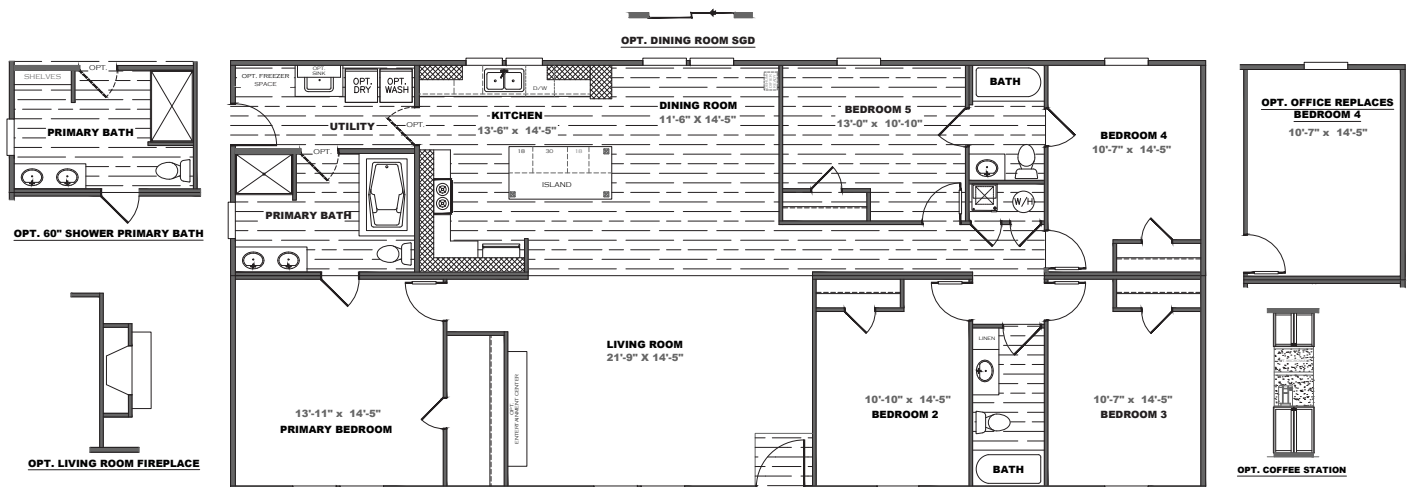 OPT. DINING ROOM SGD
OPT.
SHELVES
PRIMARY BATH
OPT. 60" SHOWER PRIMARY BATH
OPT. LIVING ROOM FIREPLACE
OPT. FREEZER
SPACE
OPT.
SINK
OPT.
DRY
OPT.
WASH
UTILITY
OPT.
OPT.
PRIMARY BATH
D/W
KITCHEN
13'-6" x 14'-5"
18 30 18
ISLAND
DINING ROOM
11'-6" X 14'-5"
BEDROOM 5
13'-0" x 10'-10"
BATH
W/H
BEDROOM 4
10'-7" x 14'-5"
13'-11" x 14'-5"
PRIMARY BEDROOM
OPT.
ENTERTAINMENT CENTER
LIVING ROOM
21'-9" X 14'-5"
10'-10" x 14'-5"
BEDROOM 2
LINEN
BATH
10'-7" x 14'-5"
BEDROOM 3
OPT. OFFICE REPLACES
BEDROOM 4
10'-7" x 14'-5"
OPT. COFFEE STATION